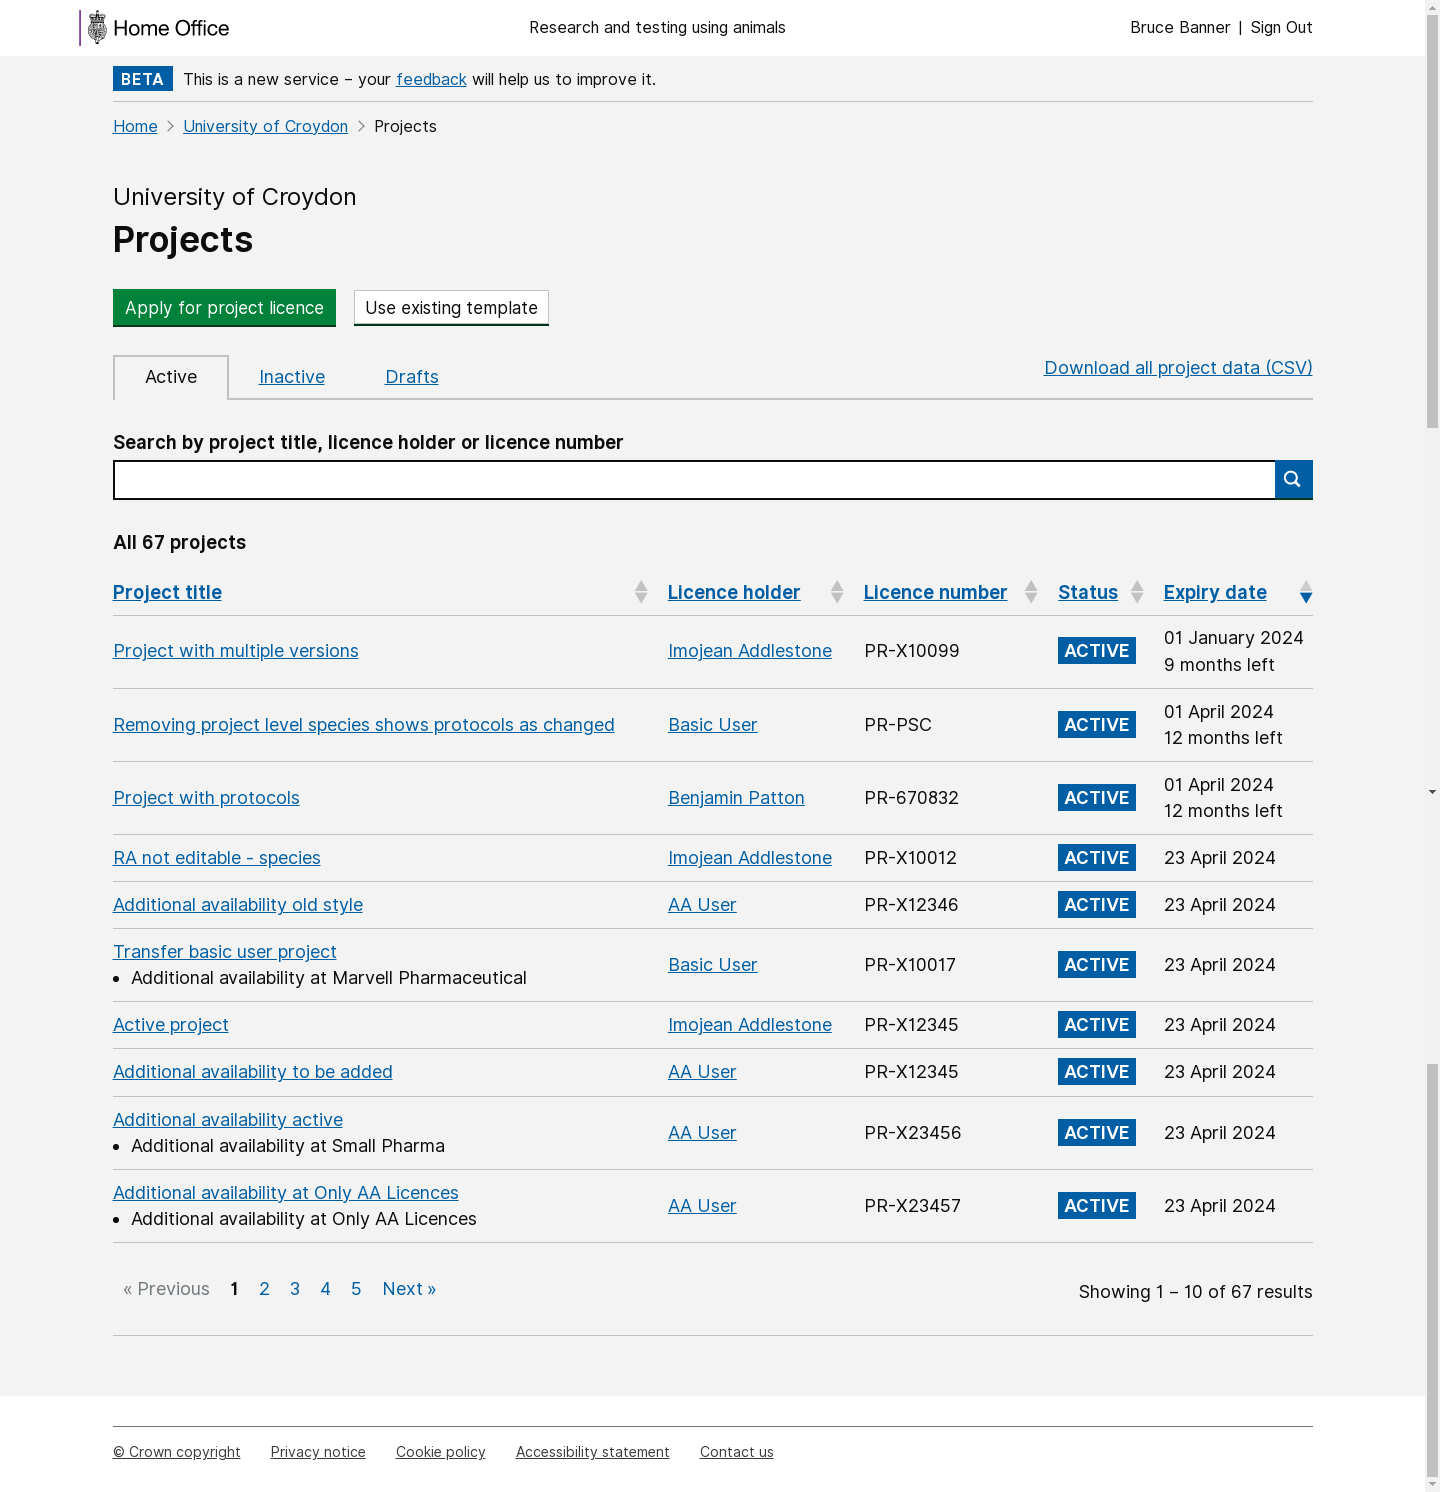 Home Office
Research and testing using animals
Bruce Banner | Sign Out
BETA This is a new service – your feedback will help us to improve it.
Home > University of Croydon > Projects
University of Croydon
Projects
Apply for project licence Use existing template
Active Inactive Drafts Download all project data (CSV)
Search by project title, licence holder or licence number
All 67 projects
Project title Licence holder Licence number Status Expiry date
Project with multiple versions Imojean Addlestone PR-X10099 ACTIVE 01 January 2024
9 months left
Removing project level species shows protocols as changed Basic User PR-PSC ACTIVE 01 April 2024
12 months left
Project with protocols Benjamin Patton PR-670832 ACTIVE 01 April 2024
12 months left
RA not editable - species Imojean Addlestone PR-X10012 ACTIVE 23 April 2024
Additional availability old style AA User PR-X12346 ACTIVE 23 April 2024
Transfer basic user project
• Additional availability at Marvell Pharmaceutical Basic User PR-X10017 ACTIVE 23 April 2024
Active project Imojean Addlestone PR-X12345 ACTIVE 23 April 2024
Additional availability to be added AA User PR-X12345 ACTIVE 23 April 2024
Additional availability active
• Additional availability at Small Pharma AA User PR-X23456 ACTIVE 23 April 2024
Additional availability at Only AA Licences
• Additional availability at Only AA Licences AA User PR-X23457 ACTIVE 23 April 2024
« Previous 1 2 3 4 5 Next » Showing 1 – 10 of 67 results
© Crown copyright Privacy notice Cookie policy Accessibility statement Contact us